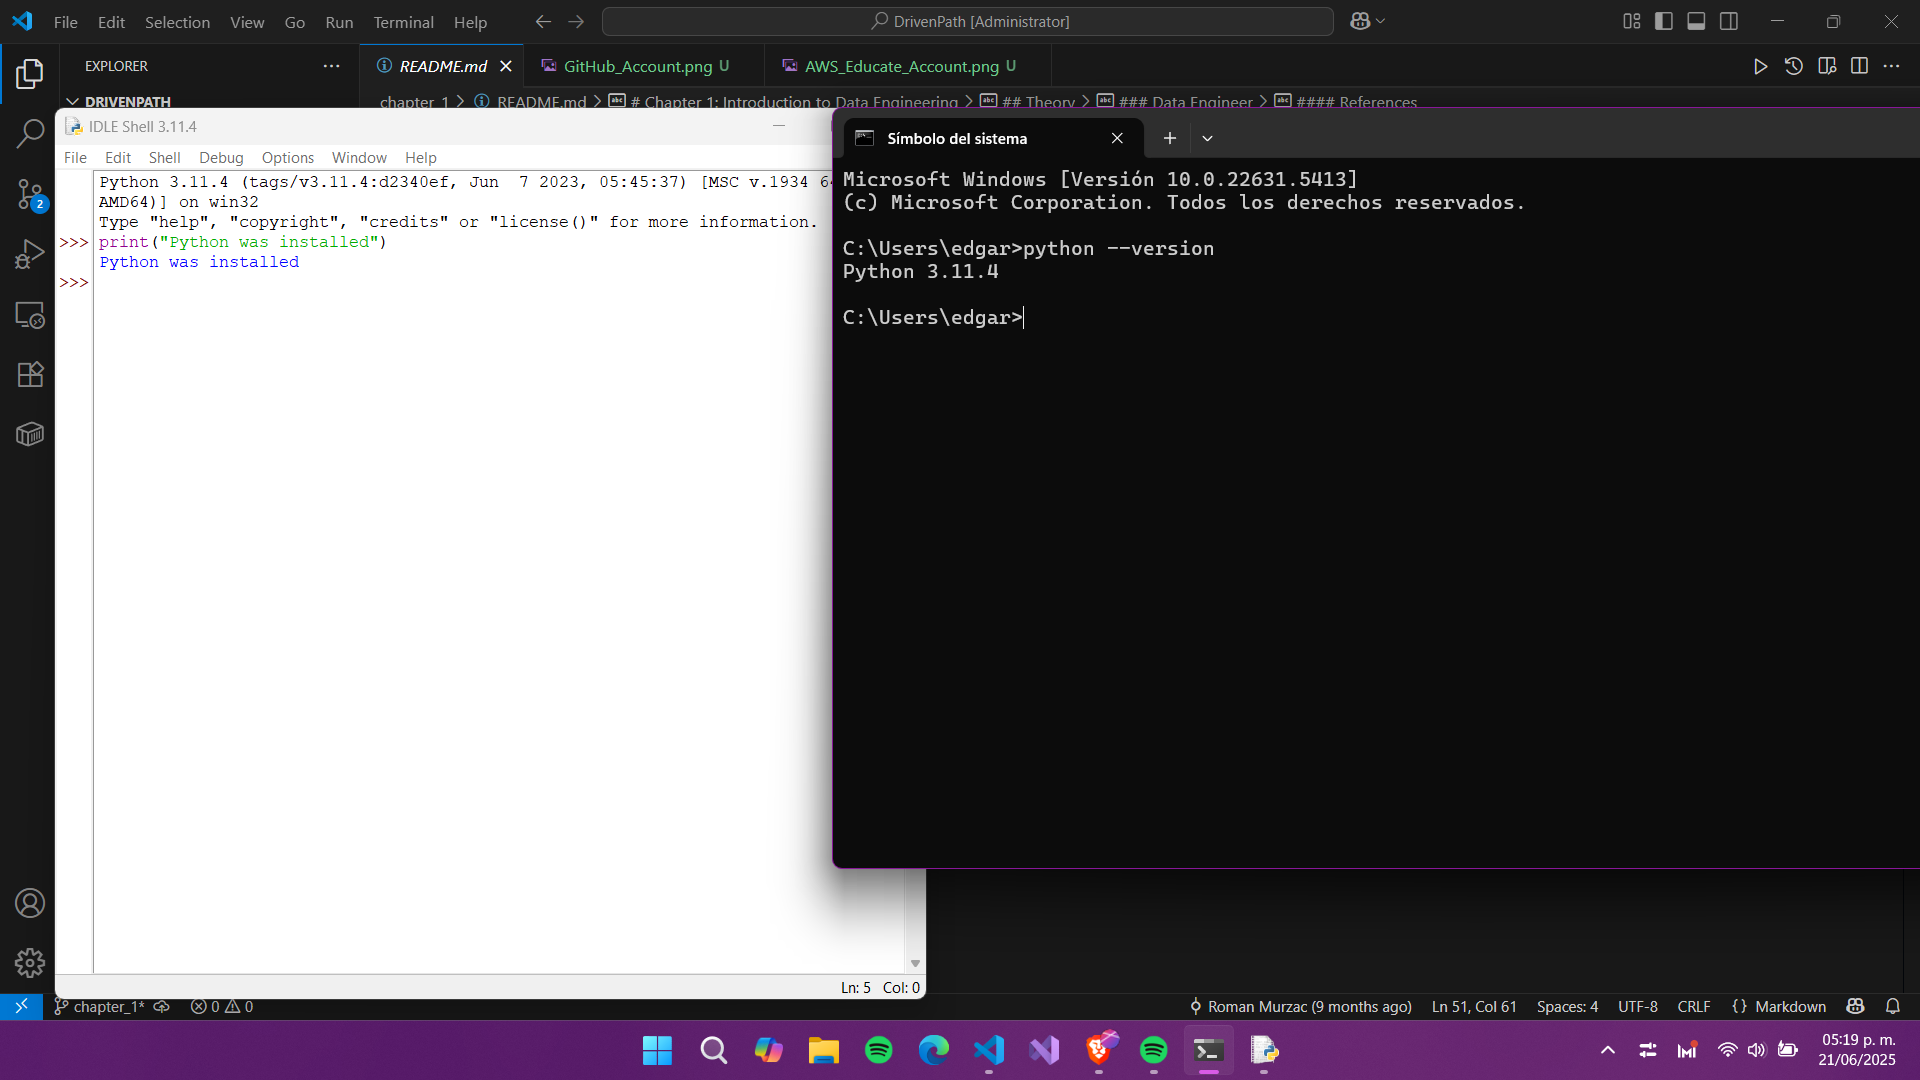 File Edit Selection View Go Run Terminal Help
DrivenPath [Administrator]
EXPLORER
README.md
GitHub_Account.png U
AWS_Educate_Account.png U
DRIVENPATH
chapter_1 > README.md > # Chapter 1: Introduction to Data Engineering > ## Theory > ### Data Engineer > #### References
IDLE Shell 3.11.4
File Edit Shell Debug Options Window Help
Python 3.11.4 (tags/v3.11.4:d2340ef, Jun 7 2023, 05:45:37) [MSC v.1934 6
AMD64)] on win32
Type "help", "copyright", "credits" or "license()" for more information.
>>> print("Python was installed")
Python was installed
>>>
Ln: 5 Col: 0
Símbolo del sistema
Microsoft Windows [Versión 10.0.22631.5413]
(c) Microsoft Corporation. Todos los derechos reservados.
C:\Users\edgar>python --version
Python 3.11.4
C:\Users\edgar>
2
chapter_1* 0 0
Roman Murzac (9 months ago) Ln 51, Col 61 Spaces: 4 UTF-8 CRLF {} Markdown
05:19 p. m.
21/06/2025